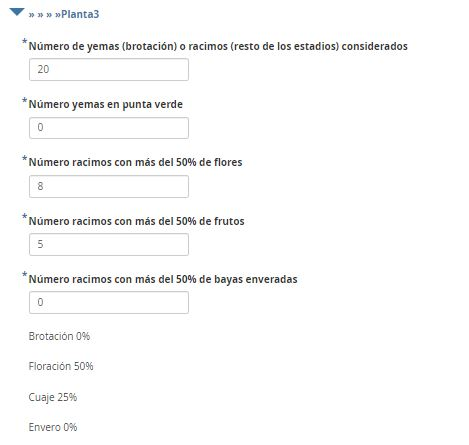 » » » »Planta3
*Número de yemas (brotación) o racimos (resto de los estadios) considerados
20
*Número yemas en punta verde
0
*Número racimos con más del 50% de flores
8
*Número racimos con más del 50% de frutos
5
*Número racimos con más del 50% de bayas enveradas
0
Brotación 0%
Floración 50%
Cuaje 25%
Envero 0%